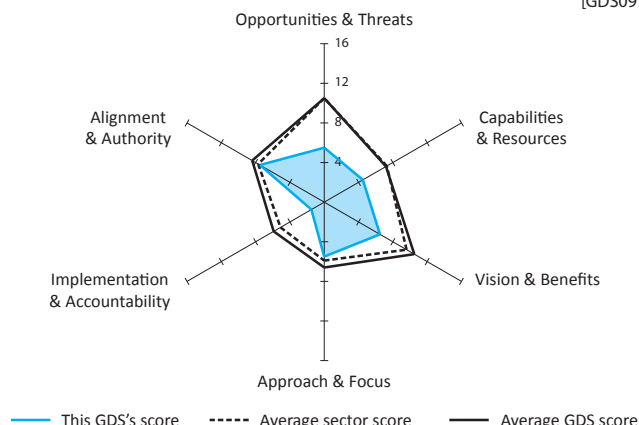 [GDS09
Opportunities & Threats
16
12
8
4
Alignment
& Authority
Capabilities
& Resources
Implementation
& Accountability
Vision & Benefits
Approach & Focus
This GDS's score Average sector score Average GDS score